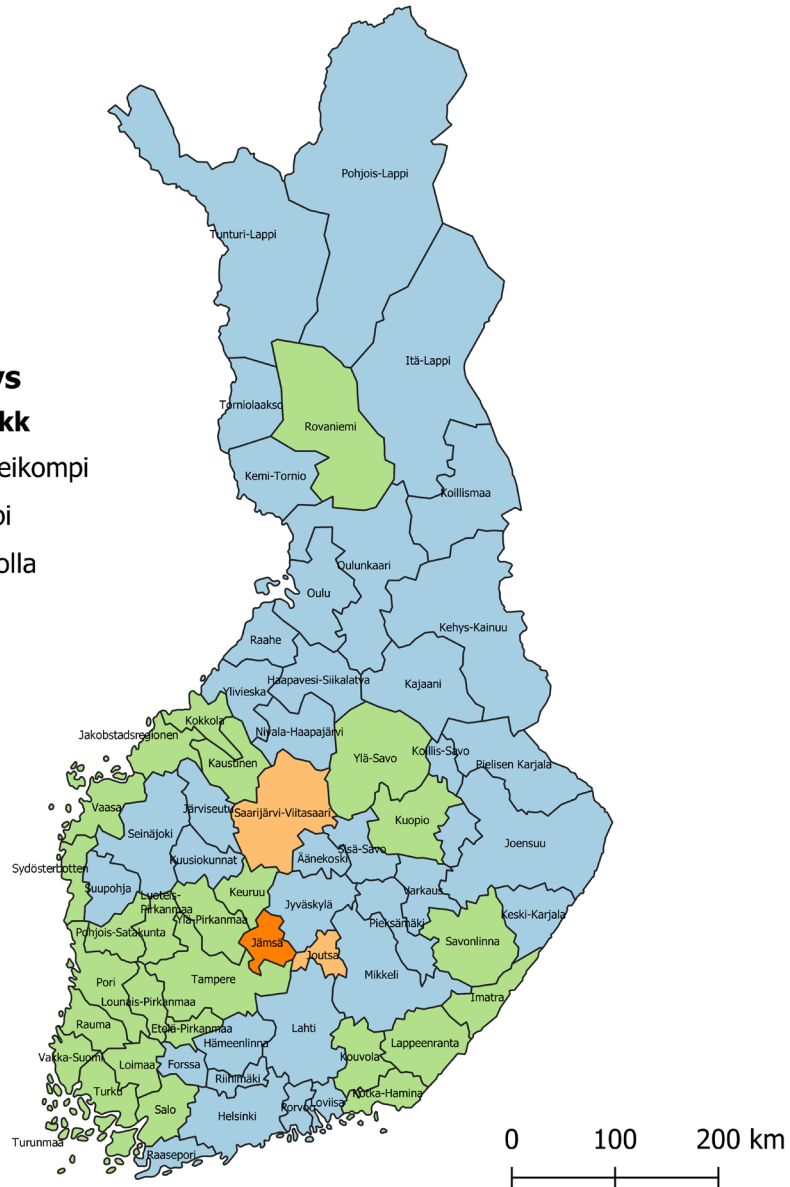 Pohjois-Lappi
Tunturi-Lappi
Itä-Lappi
ys
kk
eikompi
pi
olla
Torniolaakso
Rovaniemi
Kemi-Tornio
Koillismaa
Oulunkaari
Oulu
Kehys-Kainuu
Raahe
Haapavesi-Siikalatva
Kajaani
Ylivieska
Kokkola
Jakobstadsregionen
Nivala-Haapajärvi
Koillis-Savo
Ylä-Savo
Pielisen Karjala
Kaustinen
Vaasa
Järviseutu
Saarijärvi-Viitasaari
Kuopio
Seinäjoki
Joensuu
Sisä-Savo
Kuusiokunnat
Äänekoski
Sydösterbotten
Suupohja
Keuruu
Varkaus
Luoteis-
Pirkanmaa
Jyväskylä
Ylä-Pirkanmaa
Pieksämäki
Keski-Karjala
Pohjois-Satakunta
Jämsä
Savonlinna
Joutsa
Mikkeli
Tampere
Pori
Lounais-Pirkanmaa
Imatra
Rauma
Etelä-Pirkanmaa
Lahti
Hämeenlinna
Lappeenranta
Vakka-Suomi
Kouvola
Loimaa
Forssa
Riihimäki
Turku
Kotka-Hamina
Loviisa
Porvoo
Salo
Helsinki
Turunmaa
Raasepori
0 100 200 km